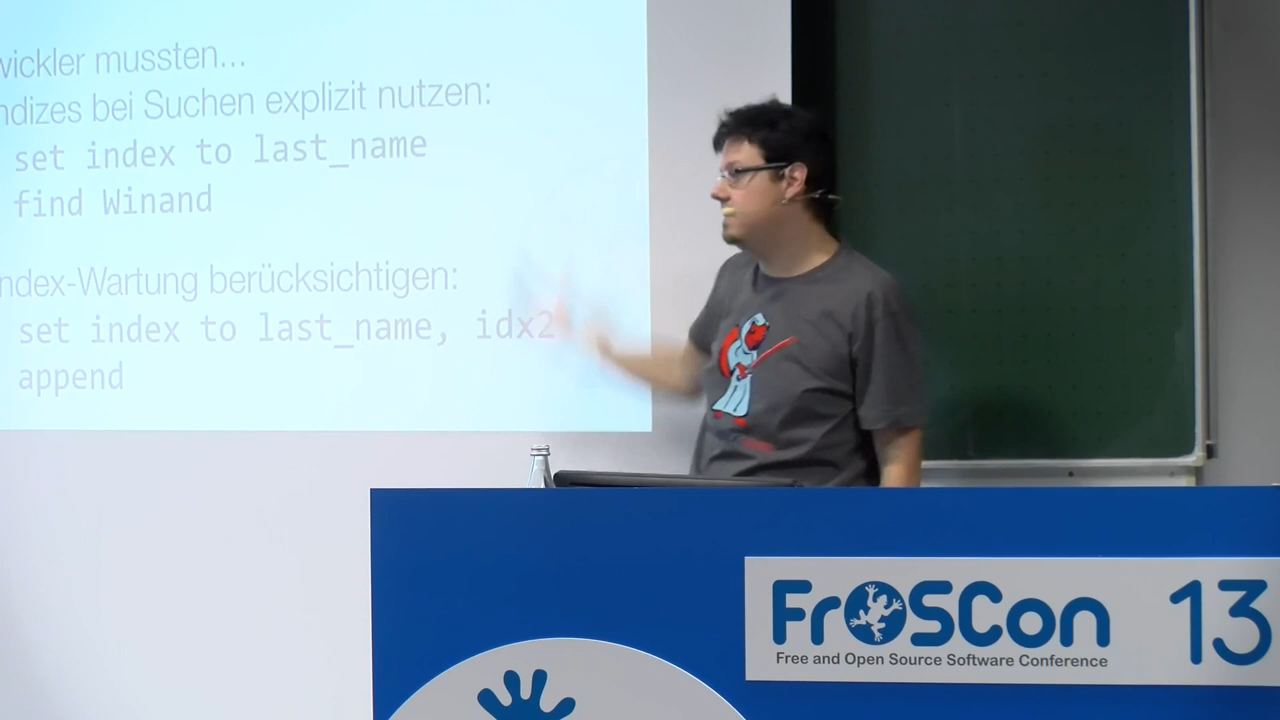 wickler mussten...
ndizes bei Suchen explizit nutzen:
set index to last_name
find Winand
ndex-Wartung berücksichtigen:
set index to last_name, idx2
append
FrOSCon 13
Free and Open Source Software Conference